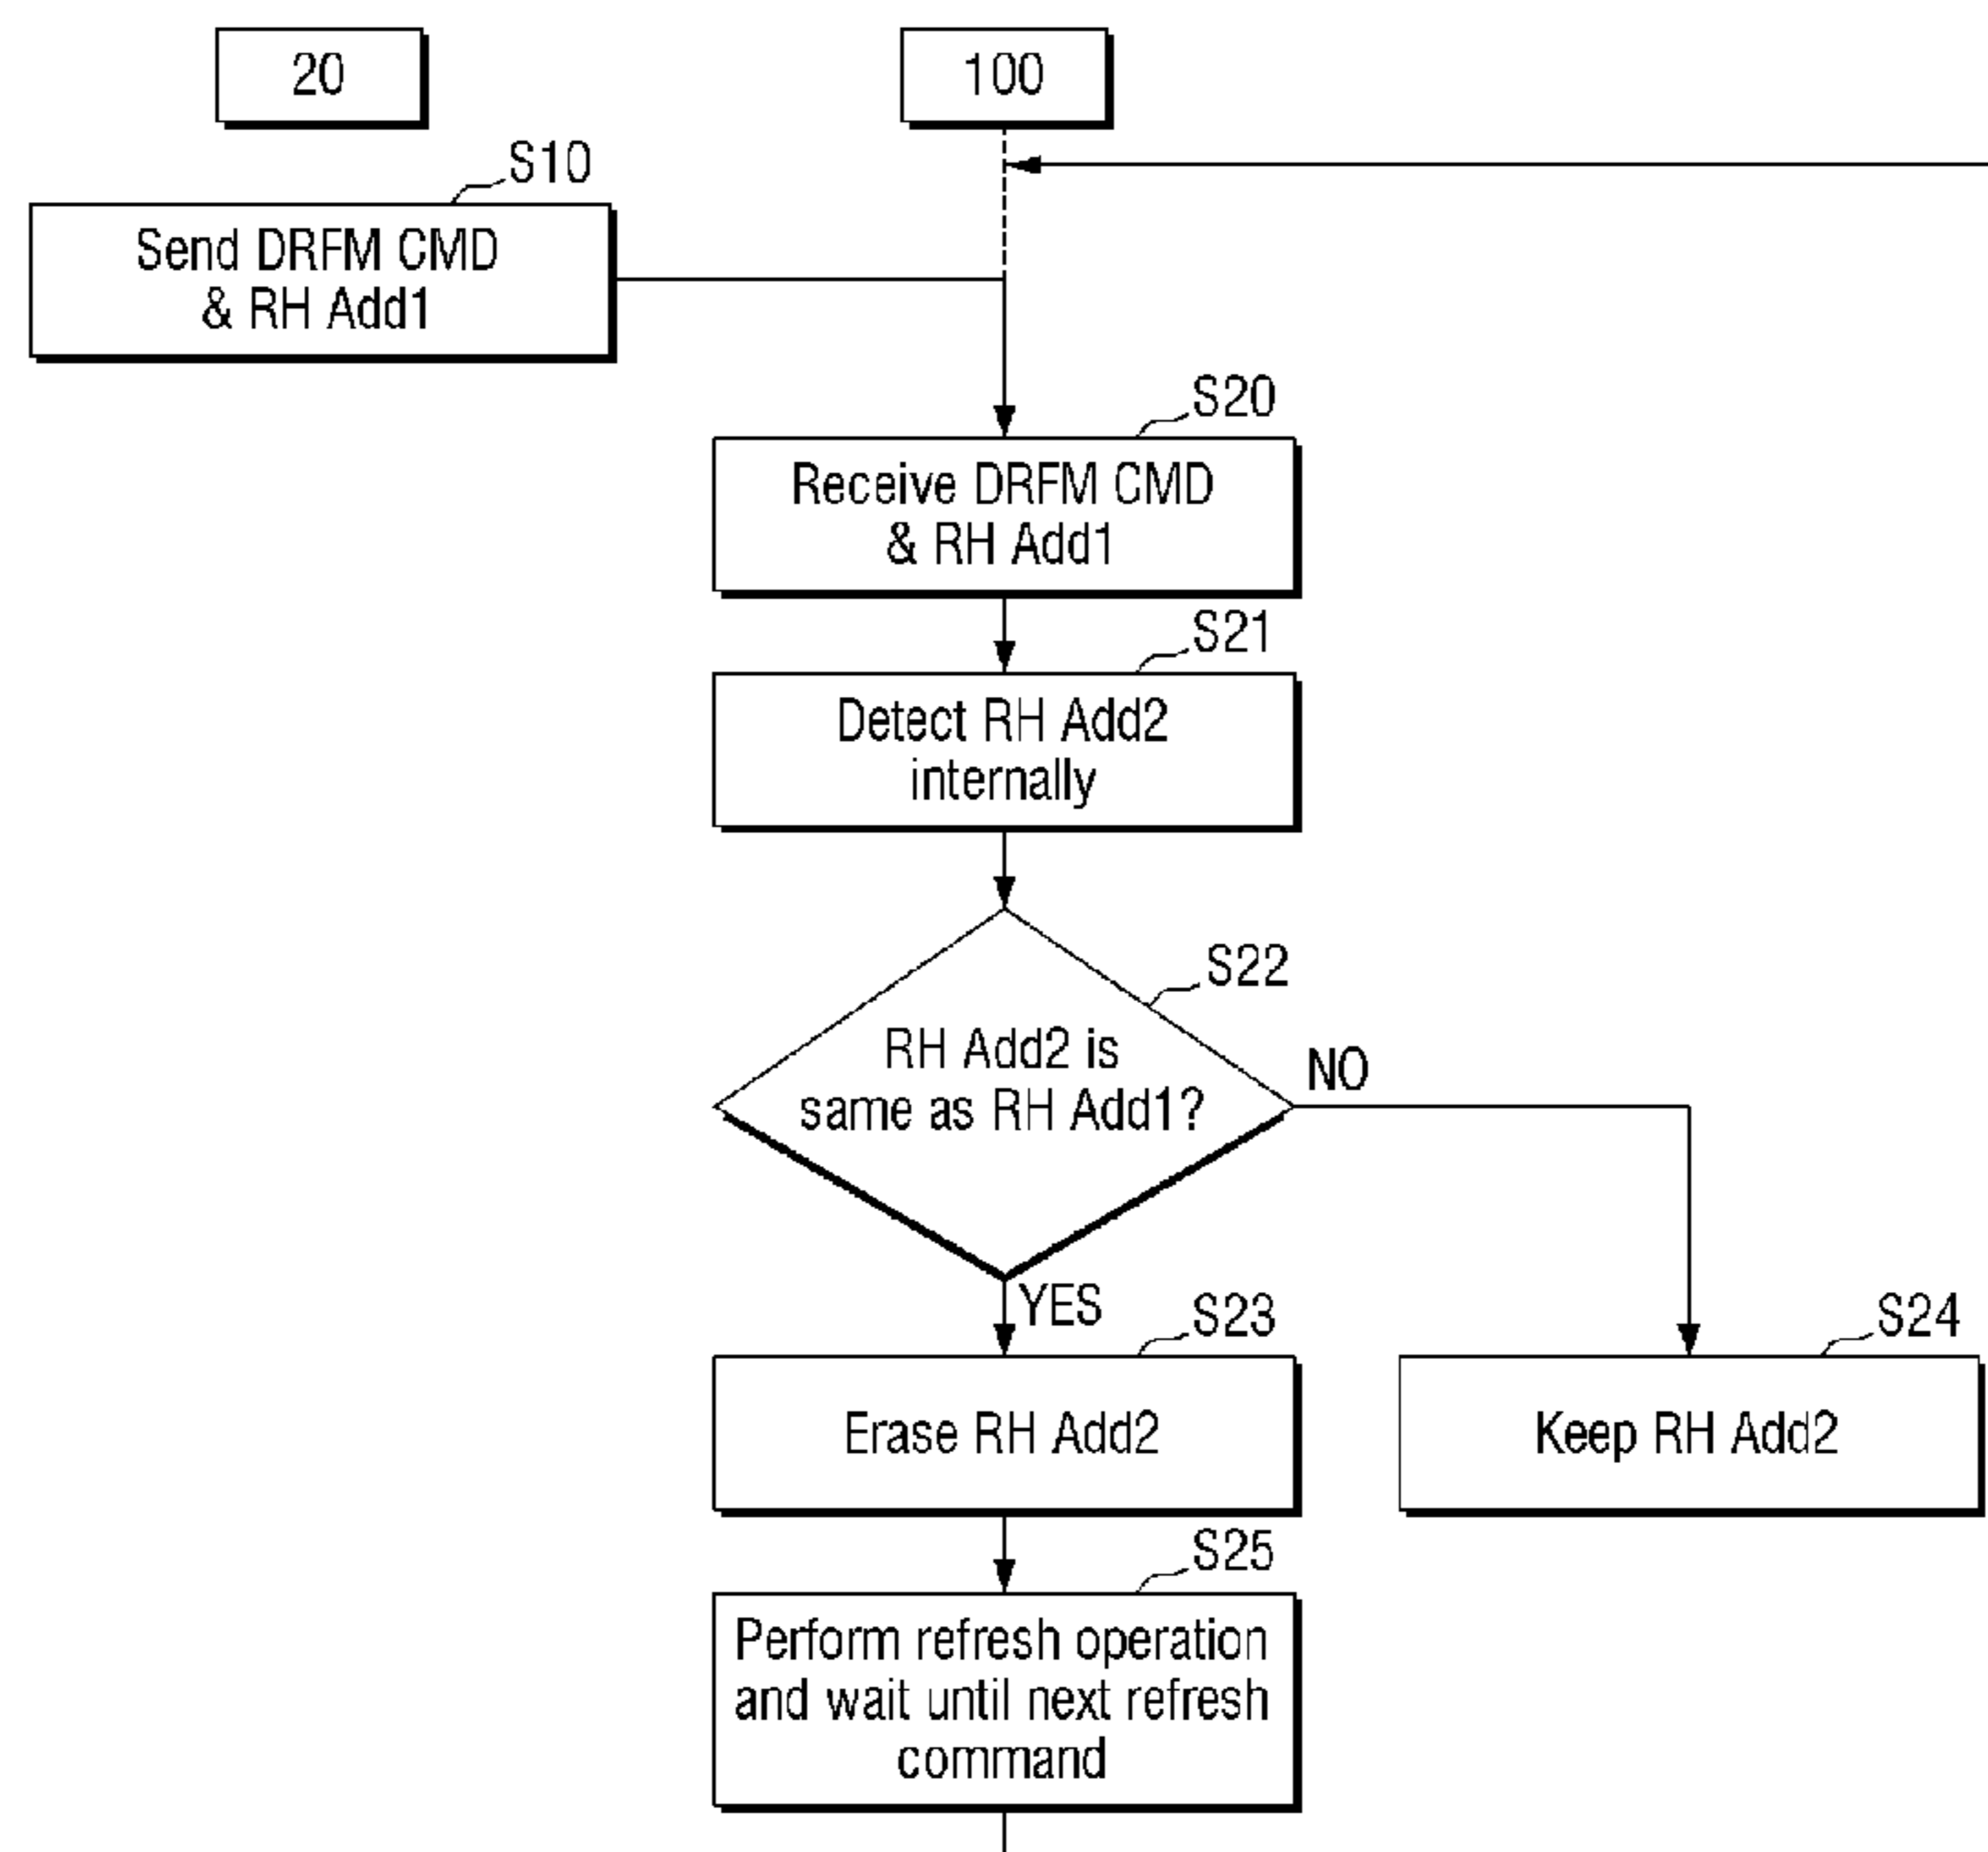 20
100
S10
Send DRFM CMD
& RH Add1
S20
Receive DRFM CMD
& RH Add1
S21
Detect RH Add2
internally
S22
RH Add2 is
same as RH Add1?
NO
YES
S23
Erase RH Add2
S24
Keep RH Add2
S25
Perform refresh operation
and wait until next refresh
command